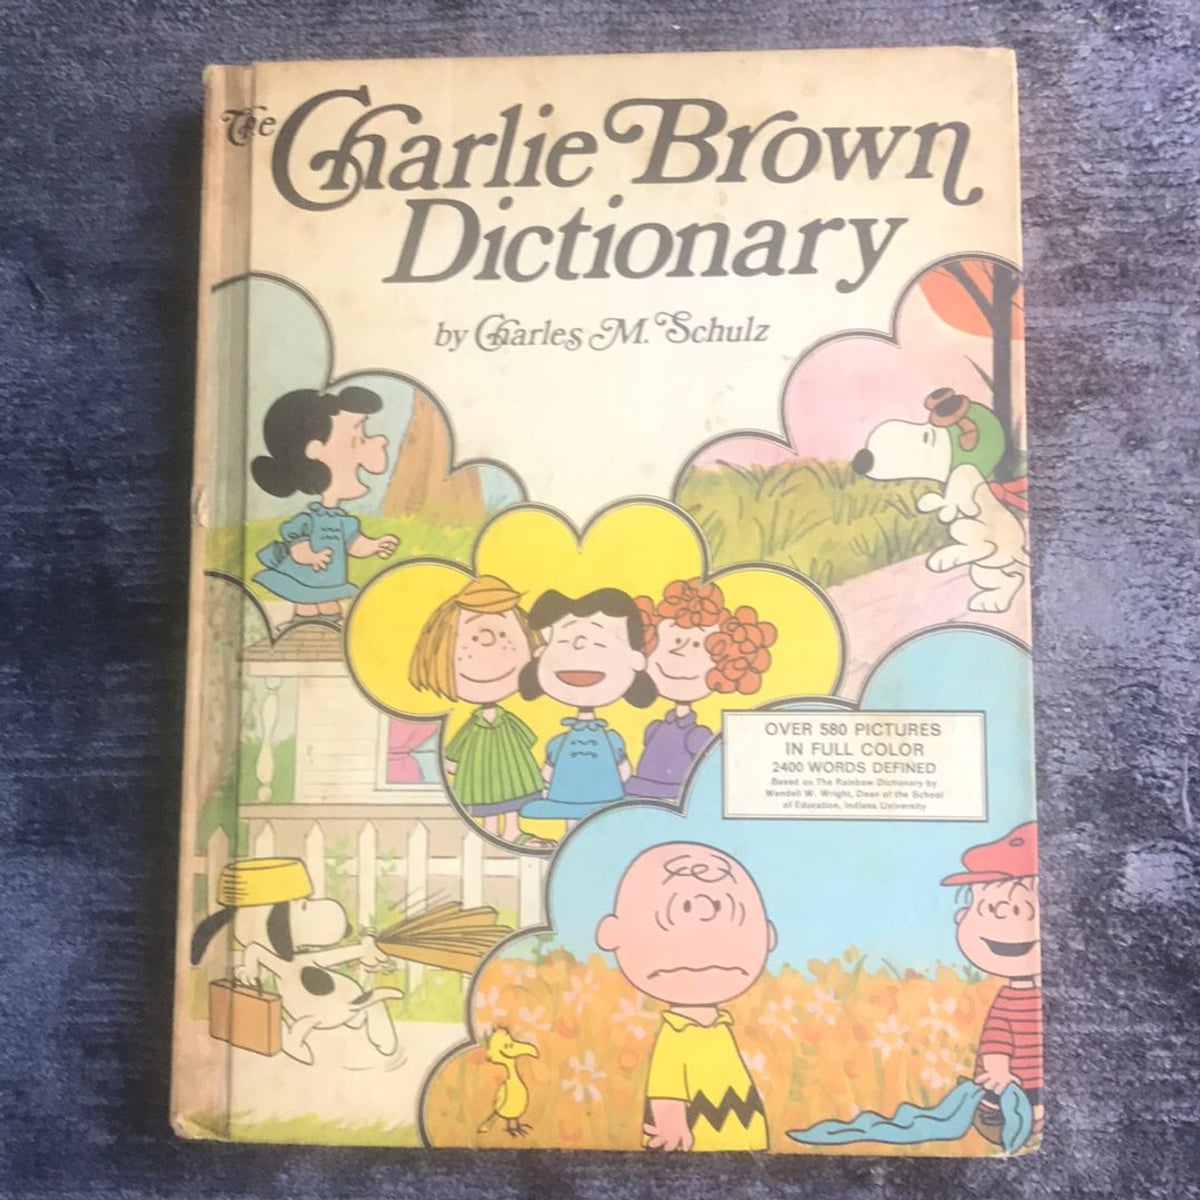 The Charlie Brown
Dictionary
by Charles M. Schulz
OVER 580 PICTURES
IN FULL COLOR
2400 WORDS DEFINED
Based on The Rainbow Dictionary by
Wendell W. Wright, Dean of the School
of Education, Indiana University